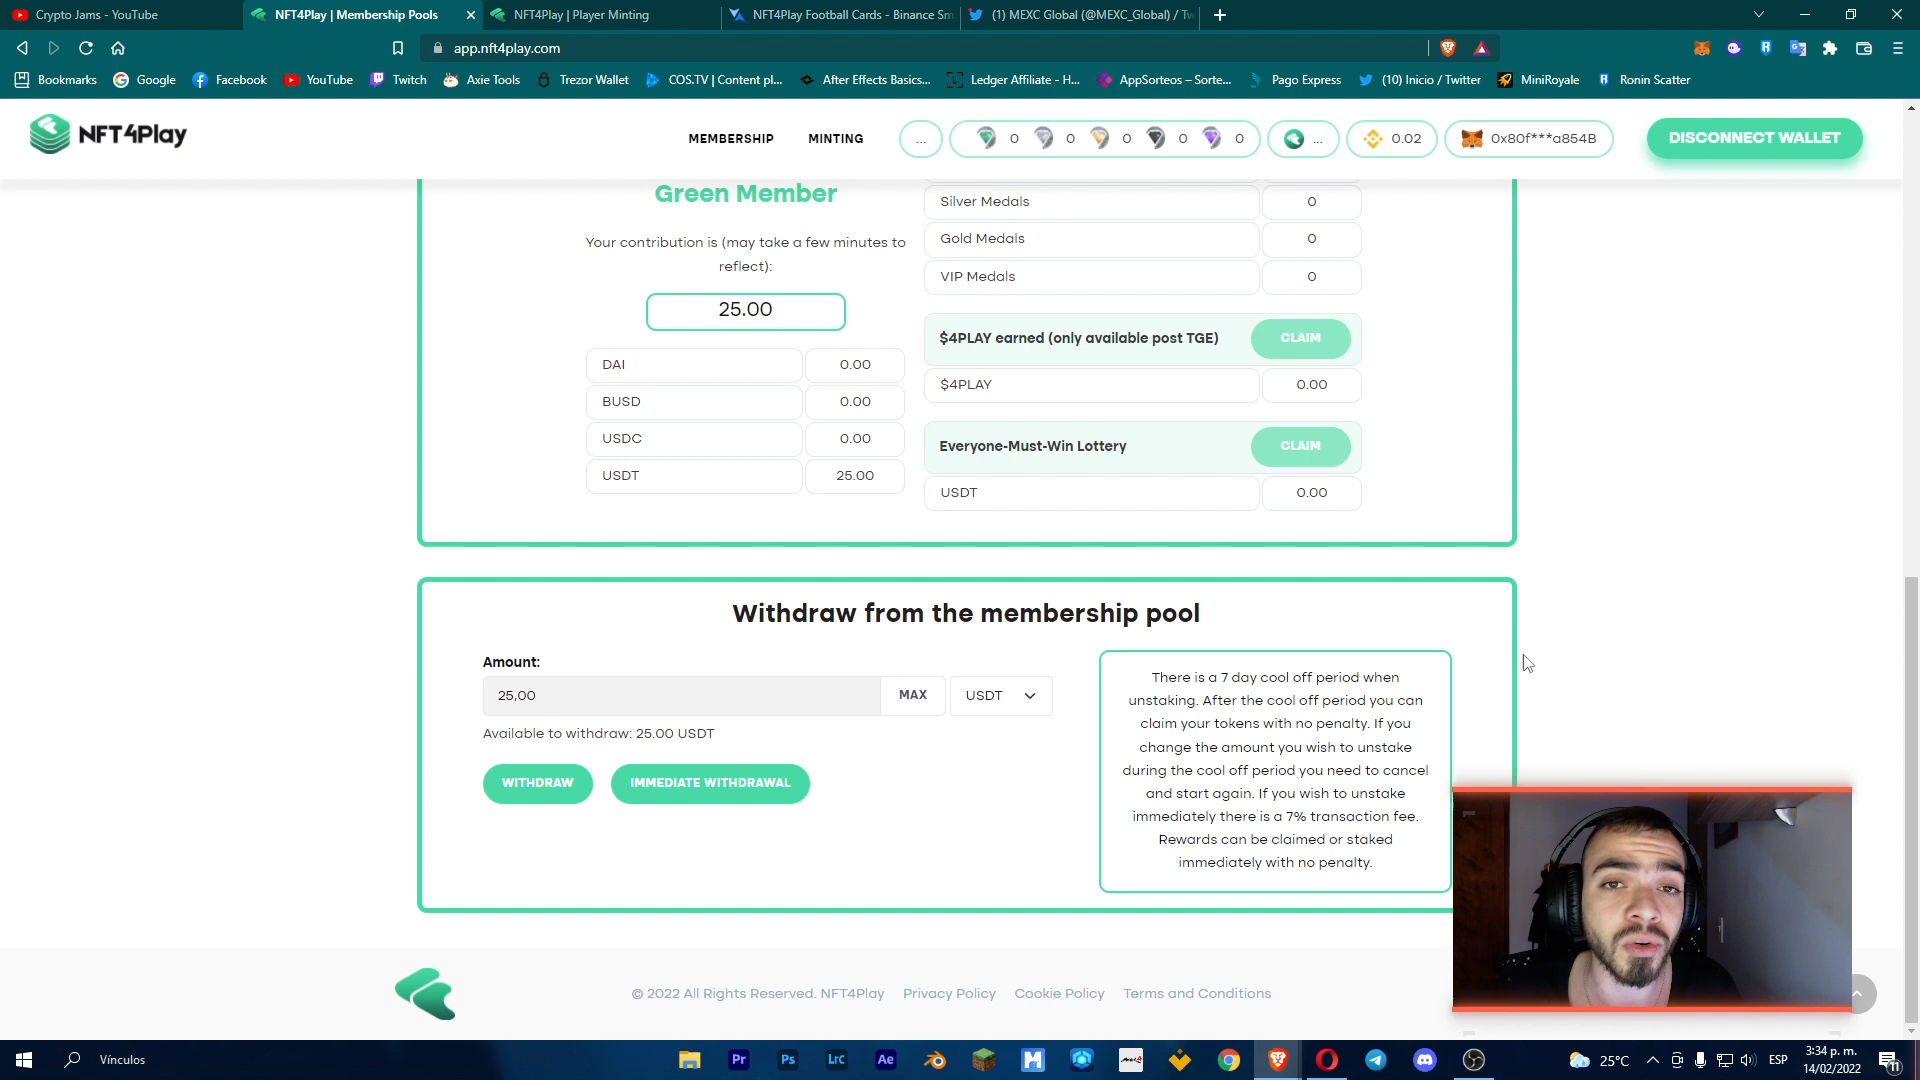 Crypto Jams - YouTube
NFT4Play | Membership Pools
NFT4Play | Player Minting
NFT4Play Football Cards - Binance Sm
(1) MEXC Global (@MEXC_Global) / Tw
app.nft4play.com
Bookmarks
Google
Facebook
YouTube
Twitch
Axie Tools
Trezor Wallet
COS.TV | Content pl...
After Effects Basics...
Ledger Affiliate - H...
AppSorteos – Sorte...
Pago Express
(10) Inicio / Twitter
MiniRoyale
Ronin Scatter
NFT4Play
MEMBERSHIP
MINTING
...
0
0
0
0
0
...
0.02
0x80f***a854B
DISCONNECT WALLET
Green Member
Your contribution is (may take a few minutes to
reflect):
25.00
DAI 0.00
BUSD 0.00
USDC 0.00
USDT 25.00
Silver Medals 0
Gold Medals 0
VIP Medals 0
$4PLAY earned (only available post TGE) CLAIM
$4PLAY 0.00
Everyone-Must-Win Lottery CLAIM
USDT 0.00
Withdraw from the membership pool
Amount:
25,00 MAX USDT
Available to withdraw: 25.00 USDT
WITHDRAW IMMEDIATE WITHDRAWAL
There is a 7 day cool off period when
unstaking. After the cool off period you can
claim your tokens with no penalty. If you
change the amount you wish to unstake
during the cool off period you need to cancel
and start again. If you wish to unstake
immediately there is a 7% transaction fee.
Rewards can be claimed or staked
immediately with no penalty.
© 2022 All Rights Reserved. NFT4Play Privacy Policy Cookie Policy Terms and Conditions
Vínculos
Pr
Ps
Lrc
Ae
25°C
ESP
3:34 p. m.
14/02/2022
11